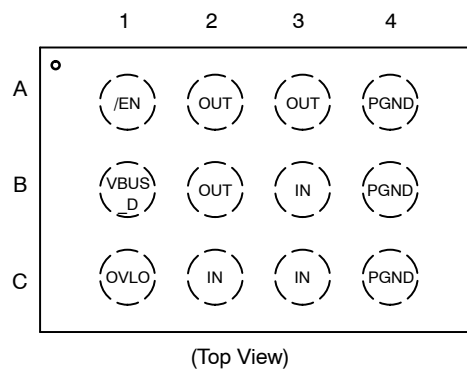 1 2 3 4
A /EN OUT OUT PGND
B VBUS_D OUT IN PGND
C OVLO IN IN PGND
(Top View)